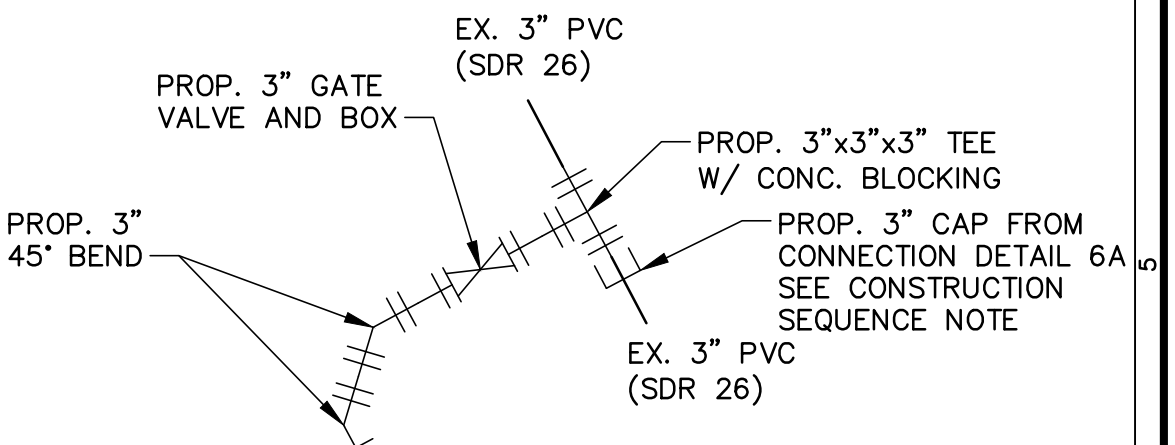 EX. 3” PVC
(SDR 26)
PROP. 3” GATE
VALVE AND BOX
PROP. 3”x3”x3” TEE
W/ CONC. BLOCKING
PROP. 3”
45° BEND
PROP. 3” CAP FROM
CONNECTION DETAIL 6A
SEE CONSTRUCTION
SEQUENCE NOTE
EX. 3” PVC
(SDR 26)
5